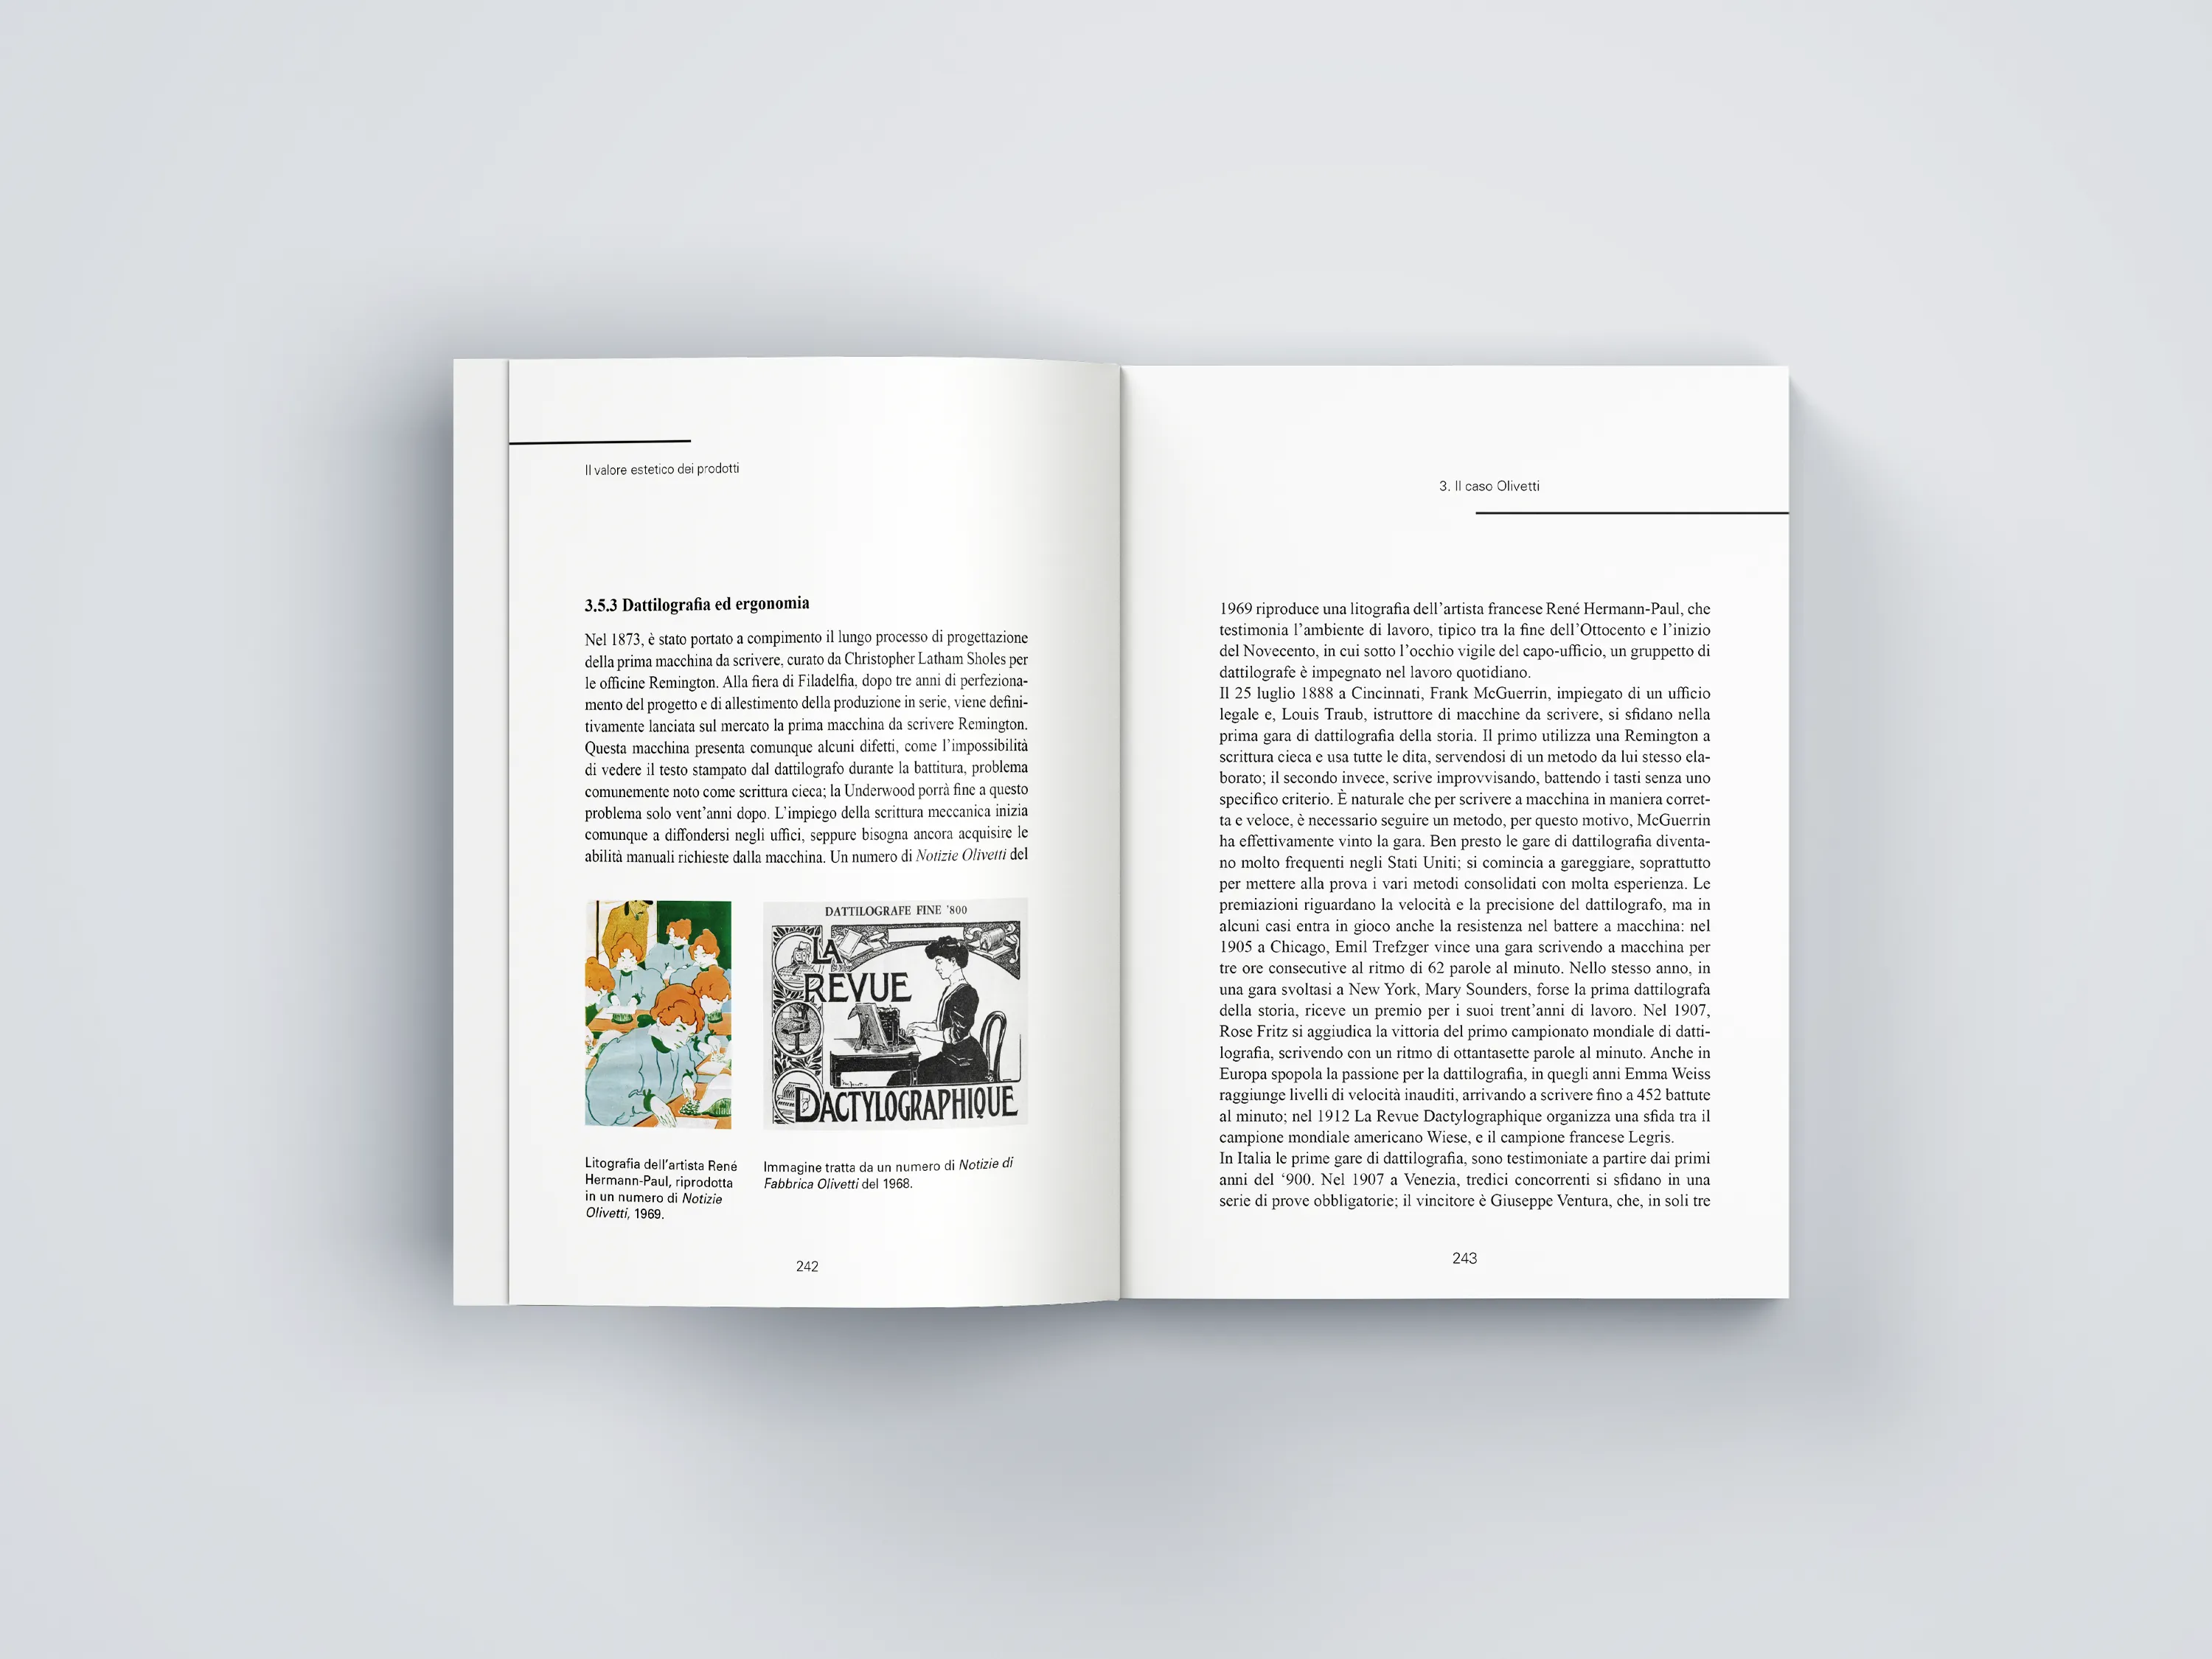 Il valore estetico dei prodotti
3.5.3 Dattilografia ed ergonomia
Nel 1873, è stato portato a compimento il lungo processo di progettazione
della prima macchina da scrivere, curato da Christopher Latham Sholes per
le officine Remington. Alla fiera di Filadelfia, dopo tre anni di perfeziona-
mento del progetto e di allestimento della produzione in serie, viene defini-
tivamente lanciata sul mercato la prima macchina da scrivere Remington.
Questa macchina presenta comunque alcuni difetti, come l’impossibilità
di vedere il testo stampato dal dattilografo durante la battitura, problema
comunemente noto come scrittura cieca; la Underwood porrà fine a questo
problema solo vent’anni dopo. L’impiego della scrittura meccanica inizia
comunque a diffondersi negli uffici, seppure bisogna ancora acquisire le
abilità manuali richieste dalla macchina. Un numero di Notizie Olivetti del
DATTILOGRAFE FINE '800
LA
REVUE
DACTYLOGRAPHIQUE
Litografia dell’artista René
Hermann-Paul, riprodotta
in un numero di Notizie
Olivetti, 1969.
Immagine tratta da un numero di Notizie di
Fabbrica Olivetti del 1968.
242
3. Il caso Olivetti
1969 riproduce una litografia dell’artista francese René Hermann-Paul, che
testimonia l’ambiente di lavoro, tipico tra la fine dell’Ottocento e l’inizio
del Novecento, in cui sotto l’occhio vigile del capo-ufficio, un gruppetto di
dattilografe è impegnato nel lavoro quotidiano.
Il 25 luglio 1888 a Cincinnati, Frank McGuerrin, impiegato di un ufficio
legale e, Louis Traub, istruttore di macchine da scrivere, si sfidano nella
prima gara di dattilografia della storia. Il primo utilizza una Remington a
scrittura cieca e usa tutte le dita, servendosi di un metodo da lui stesso ela-
borato; il secondo invece, scrive improvvisando, battendo i tasti senza uno
specifico criterio. È naturale che per scrivere a macchina in maniera corret-
ta e veloce, è necessario seguire un metodo, per questo motivo, McGuerrin
ha effettivamente vinto la gara. Ben presto le gare di dattilografia diventa-
no molto frequenti negli Stati Uniti; si comincia a gareggiare, soprattutto
per mettere alla prova i vari metodi consolidati con molta esperienza. Le
premiazioni riguardano la velocità e la precisione del dattilografo, ma in
alcuni casi entra in gioco anche la resistenza nel battere a macchina: nel
1905 a Chicago, Emil Trefzger vince una gara scrivendo a macchina per
tre ore consecutive al ritmo di 62 parole al minuto. Nello stesso anno, in
una gara svoltasi a New York, Mary Sounders, forse la prima dattilografa
della storia, riceve un premio per i suoi trent’anni di lavoro. Nel 1907,
Rose Fritz si aggiudica la vittoria del primo campionato mondiale di datti-
lografia, scrivendo con un ritmo di ottantasette parole al minuto. Anche in
Europa spopola la passione per la dattilografia, in quegli anni Emma Weiss
raggiunge livelli di velocità inauditi, arrivando a scrivere fino a 452 battute
al minuto; nel 1912 La Revue Dactylographique organizza una sfida tra il
campione mondiale americano Wiese, e il campione francese Legris.
In Italia le prime gare di dattilografia, sono testimoniate a partire dai primi
anni del ‘900. Nel 1907 a Venezia, tredici concorrenti si sfidano in una
serie di prove obbligatorie; il vincitore è Giuseppe Ventura, che, in soli tre
243